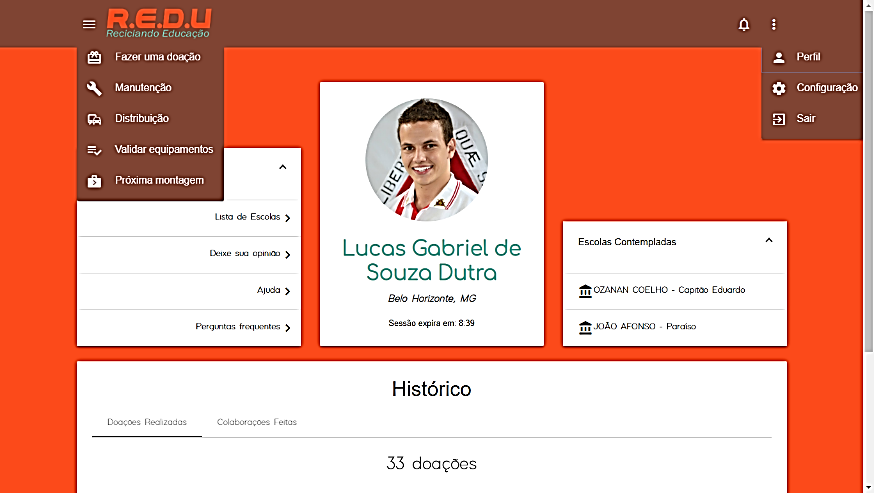 R.E.D.U
Reciclando Educação
Fazer uma doação
Manutenção
Distribuição
Validar equipamentos
Próxima montagem
Perfil
Configuração
Sair
Lista de Escolas
Deixe sua opinião
Ajuda
Perguntas frequentes
LIBER
QUÆ S
Lucas Gabriel de
Souza Dutra
Belo Horizonte, MG
Sessão expira em: 8:39
Escolas Contempladas
OZANAN COELHO - Capitão Eduardo
JOÃO AFONSO - Paraíso
Histórico
Doações Realizadas
Colaborações Feitas
33 doações